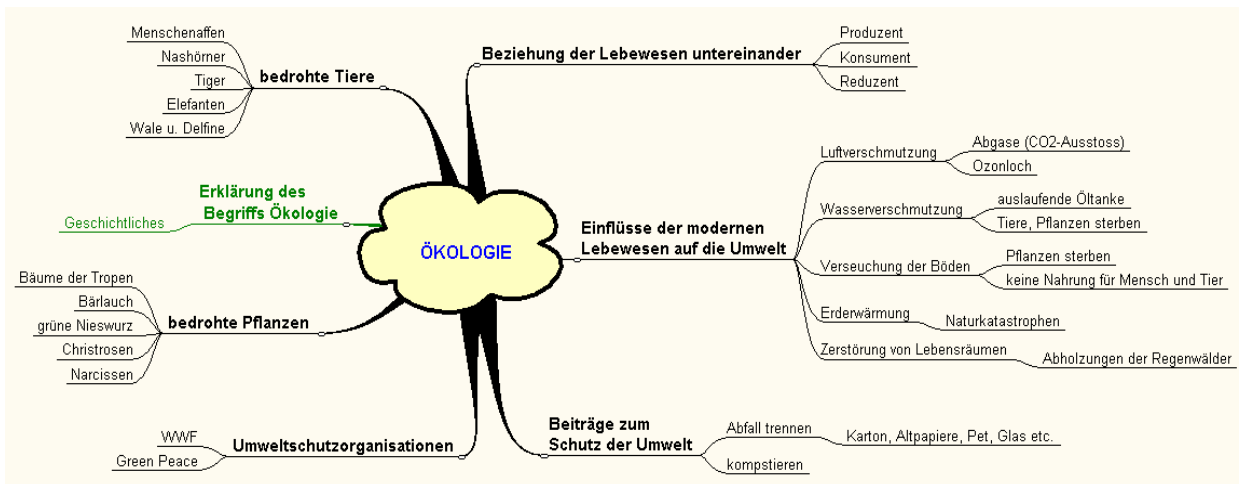 Menschenaffen
Nashörner
Tiger
Elefanten
Wale u. Delfine
bedrohte Tiere
Beziehung der Lebewesen untereinander
Produzent
Konsument
Reduzent
Erklärung des
Begriffs Ökologie
Geschichtliches
ÖKOLOGIE
Einflüsse der modernen
Lebewesen auf die Umwelt
Luftverschmutzung
Abgase (CO2-Ausstoss)
Ozonloch
Wasserverschmutzung
auslaufende Öltanke
Tiere, Pflanzen sterben
Verseuchung der Böden
Pflanzen sterben
keine Nahrung für Mensch und Tier
Erderwärmung
Naturkatastrophen
Zerstörung von Lebensräumen
Abholzungen der Regenwälder
Bäume der Tropen
Bärlauch
grüne Nieswurz
Christrosen
Narcissen
bedrohte Pflanzen
WWF
Green Peace
Umweltschutzorganisationen
Beiträge zum
Schutz der Umwelt
Abfall trennen
Karton, Altpapiere, Pet, Glas etc.
kompstieren